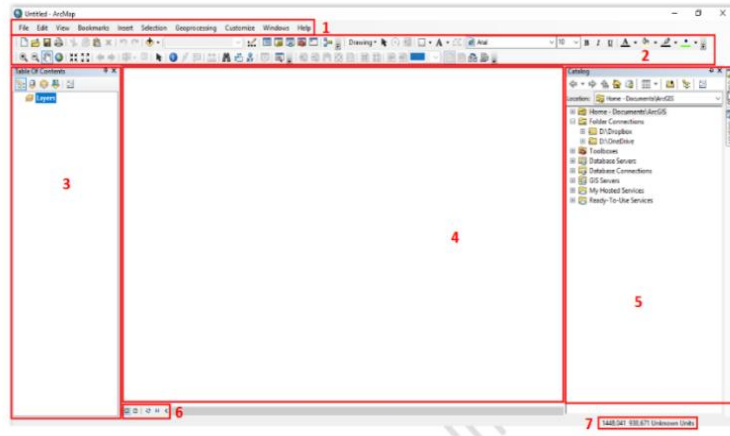 Untitled - ArcMap
File Edit View Bookmarks Insert Selection Geoprocessing Customize Windows Help
1
Drawing
A
Arial
10
B I U A
2
Table Of Contents
Layers
3
4
Catalog
Location: Home - Documents\ArcGIS
Home - Documents\ArcGIS
Folder Connections
D:\Dropbox
D:\OneDrive
Toolboxes
Database Servers
Database Connections
GIS Servers
My Hosted Services
Ready-To-Use Services
5
6
7
1448,041 938,671 Unknown Units